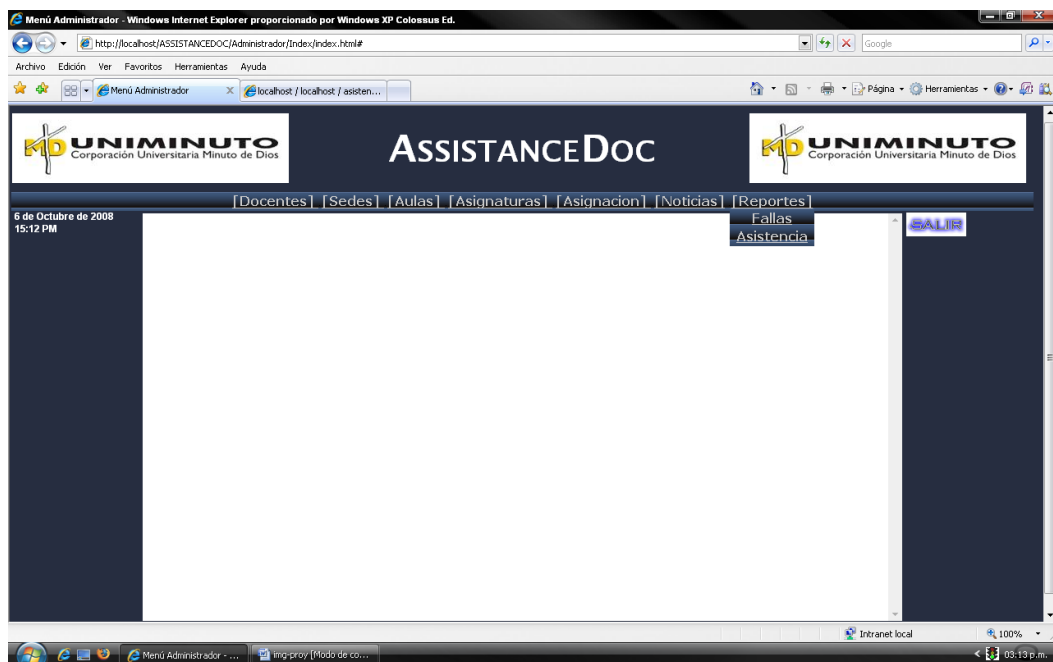 Menú Administrador - Windows Internet Explorer proporcionado por Windows XP Colossus Ed.
http://localhost/ASSISTANCEDOC/Administrador/Index/index.html#
Google
Archivo Edición Ver Favoritos Herramientas Ayuda
Menú Administrador
localhost / localhost / asisten...
Página
Herramientas
UNIMINUTO
Corporación Universitaria Minuto de Dios
ASSISTANCEDOC
UNIMINUTO
Corporación Universitaria Minuto de Dios
[Docentes] [Sedes] [Aulas] [Asignaturas] [Asignacion] [Noticias] [Reportes]
6 de Octubre de 2008
15:12 PM
Fallas
Asistencia
SALIR
Intranet local
100%
Menú Administrador - ...
img-proy [Modo de co...
03:13 p.m.